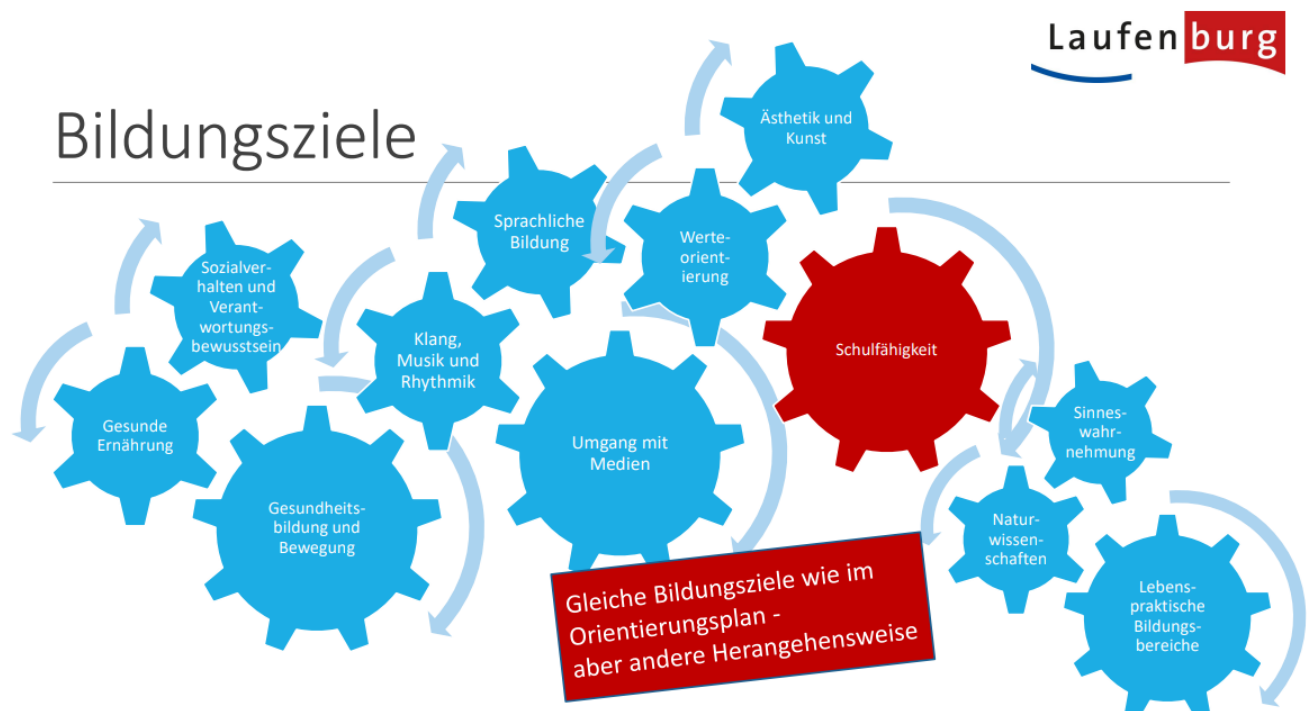 Laufenburg
Bildungsziele
Ästhetik und
Kunst
Sprachliche
Bildung
Werte-
orient-
ierung
Sozialver-
halten und
Verant-
wortungs-
bewusstsein
Klang,
Musik und
Rhythmik
Schulfähigkeit
Gesunde
Ernährung
Umgang mit
Medien
Sinnes-
wahr-
nehmung
Gesundheits-
bildung und
Bewegung
Natur-
wissen-
schaften
Lebens-
praktische
Bildungs-
bereiche
Gleiche Bildungsziele wie im
Orientierungsplan -
aber andere Herangehensweise